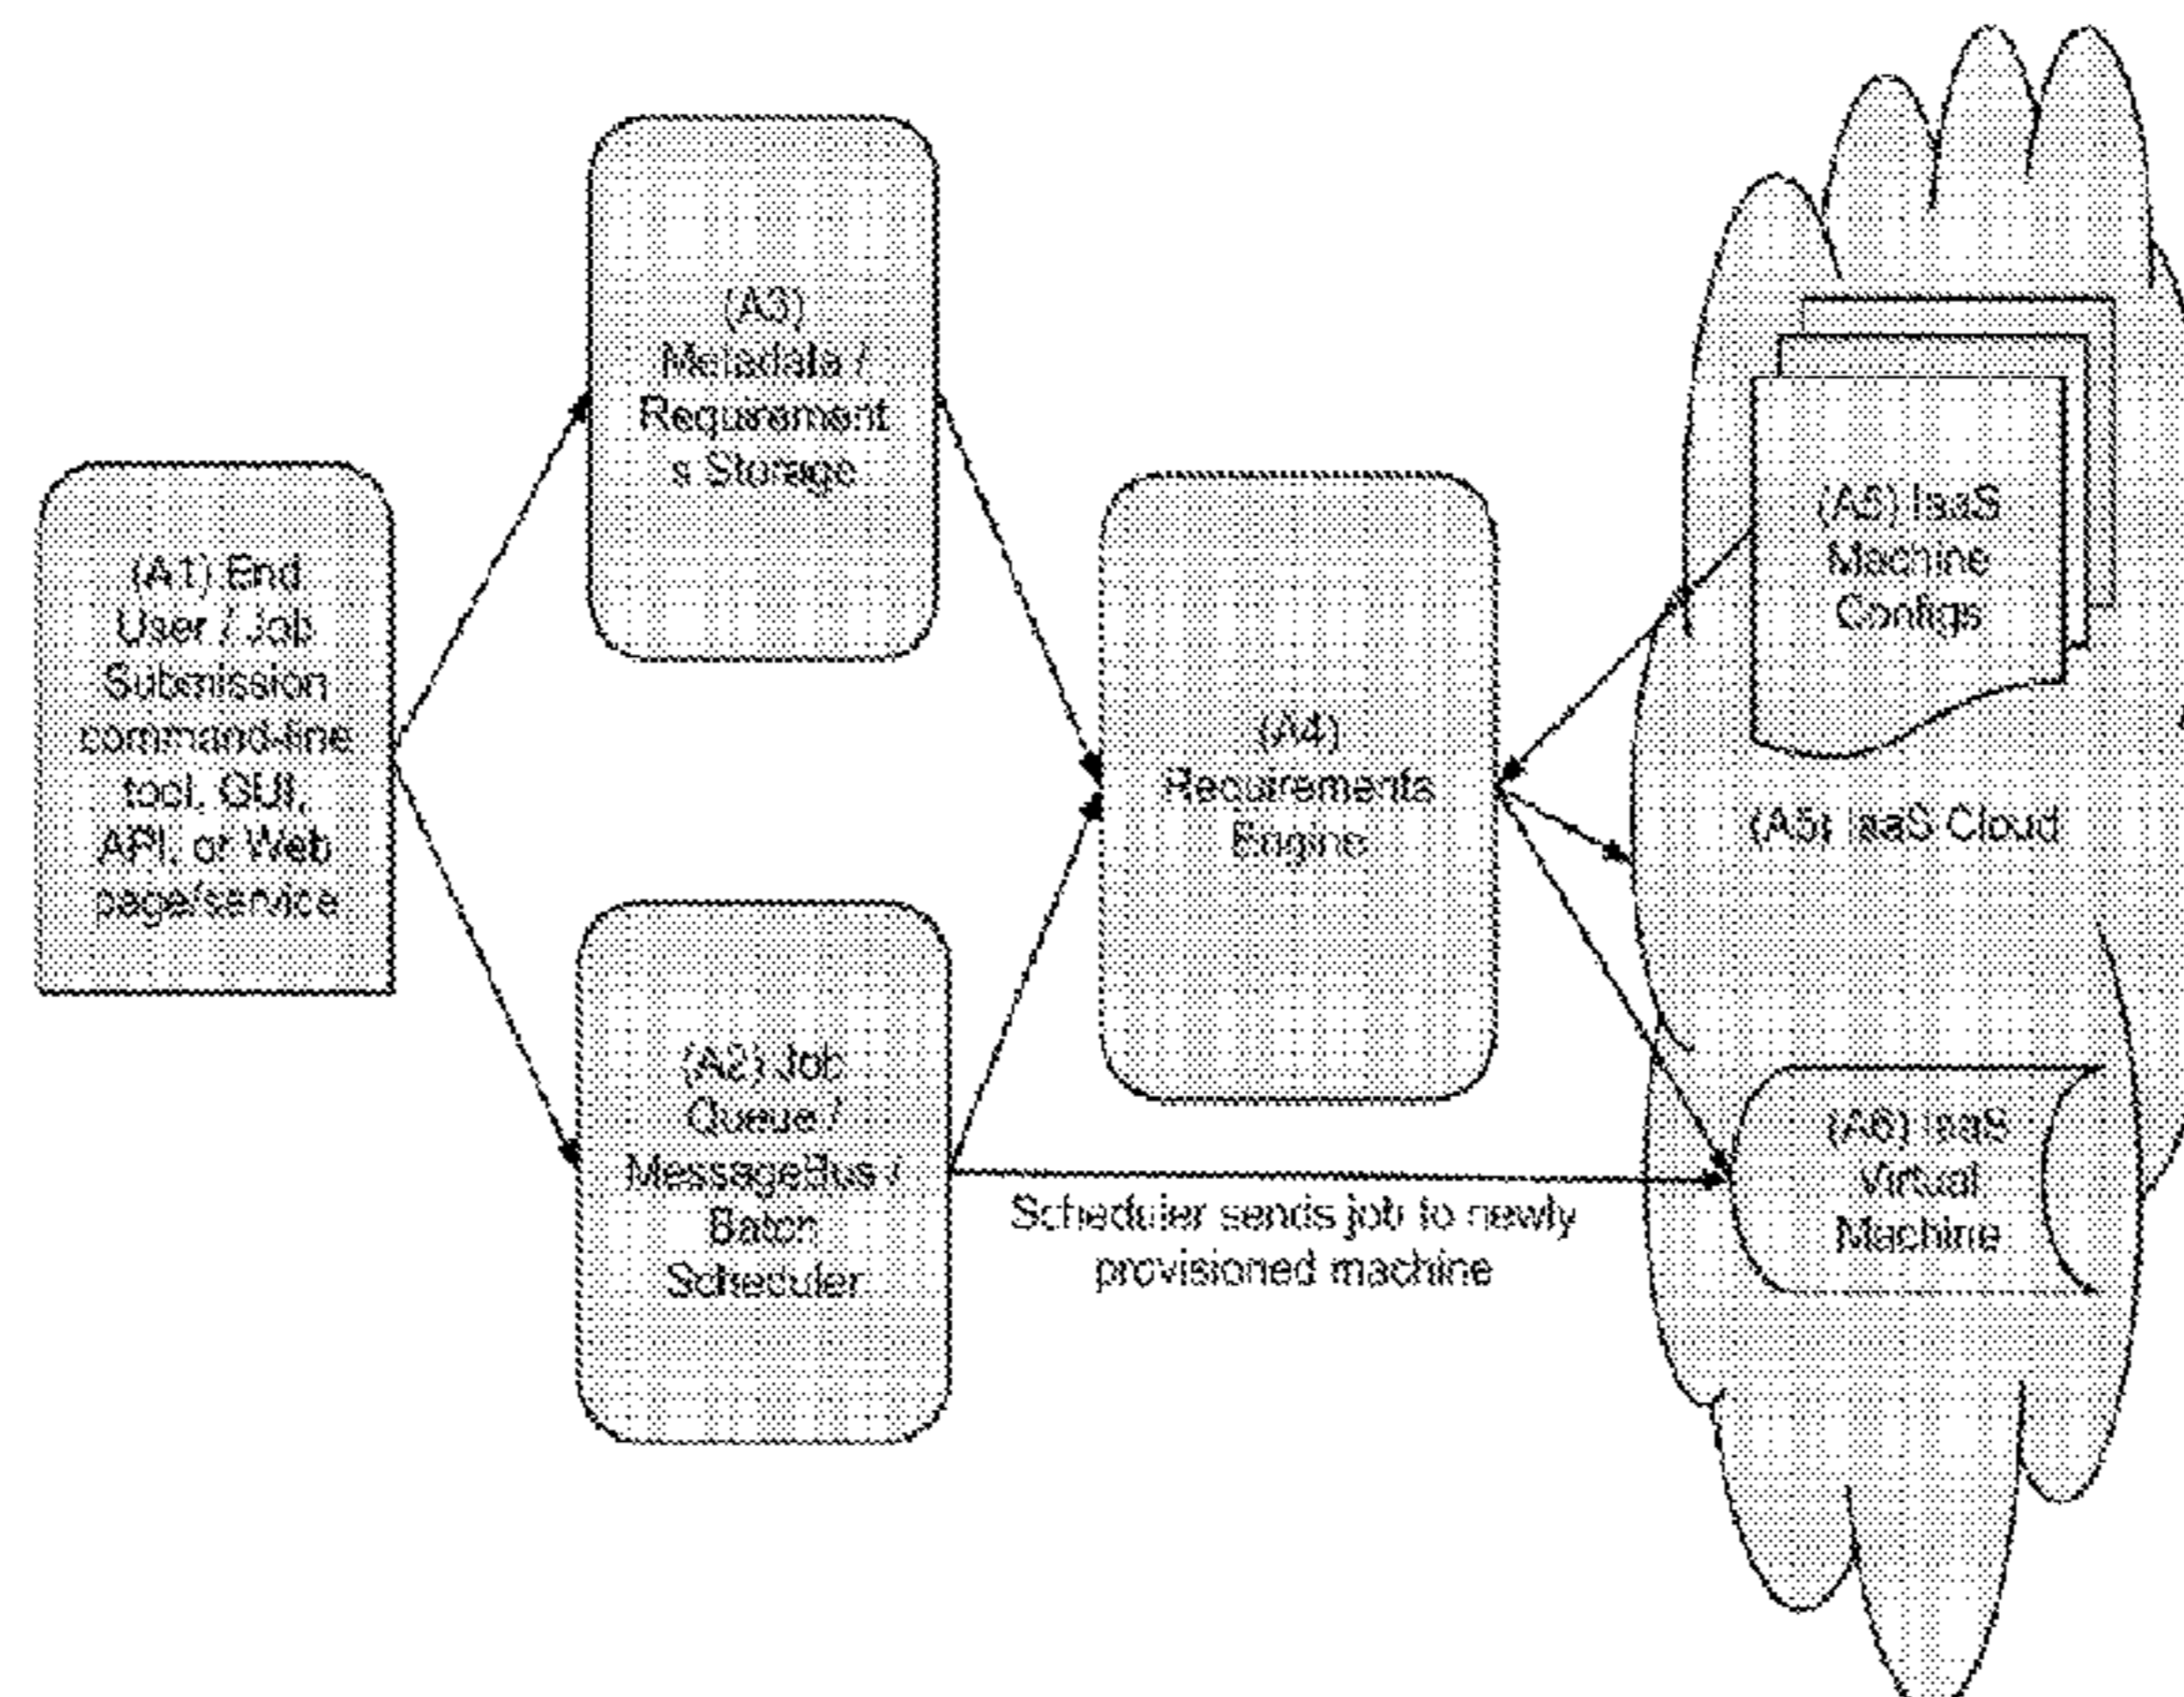 (A3)
Metadata /
Requirement
s Storage
(A1) End
User / Job
Submission
command-line
tool, GUI,
API, or Web
page/service
(A4)
Requirements
Engine
(A5) IaaS
Machine
Configs
(A5) IaaS Cloud
(A2) Job
Queue /
MessageBus /
Batch
Scheduler
(A6) IaaS
Virtual
Machine
Scheduler sends job to newly
provisioned machine